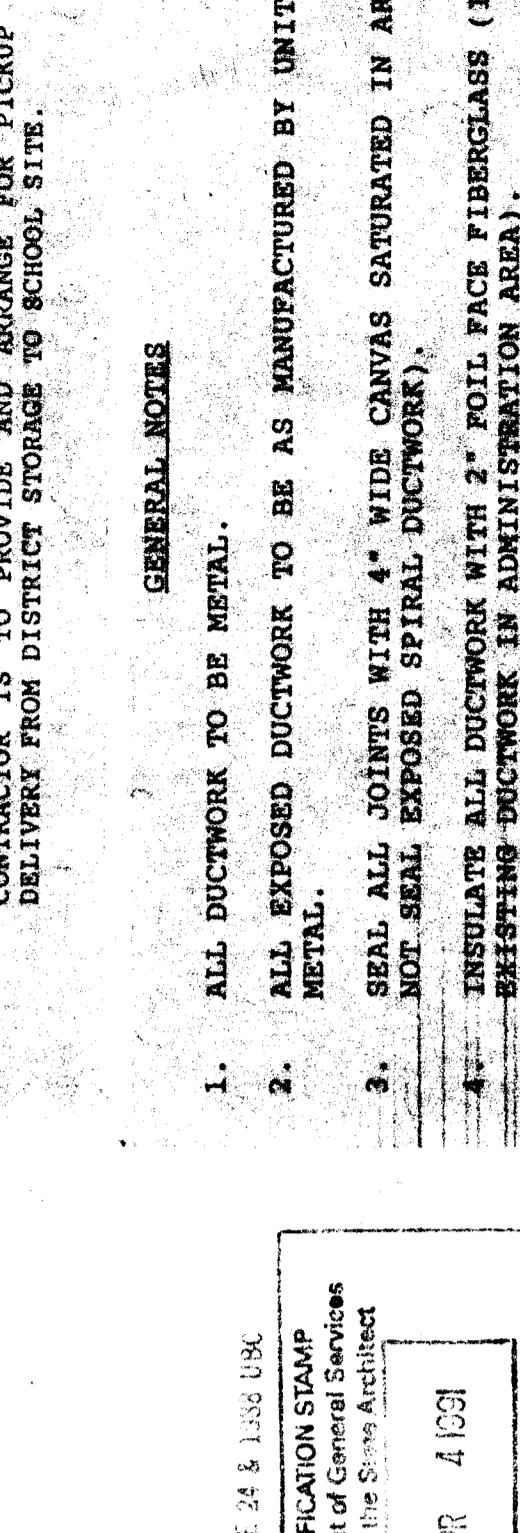 CONTRACTOR IS TO PROVIDE AND ARRANGE FOR PICKUP
DELIVERY FROM DISTRICT STORAGE TO SCHOOL SITE.
GENERAL NOTES
1. ALL DUCTWORK TO BE METAL.
2. ALL EXPOSED DUCTWORK TO BE AS MANUFACTURED BY UNIT
METAL.
3. SEAL ALL JOINTS WITH 4" WIDE CANVAS SATURATED IN AR
NOT SEAL EXPOSED SPIRAL DUCTWORK).
4. INSULATE ALL DUCTWORK WITH 2" FOIL FACE FIBERGLASS (
EXISTING DUCTWORK IN ADMINISTRATION AREA).
E 24 & 1988 UBC
FICATION STAMP
t of General Services
the State Architect
PR 4 1991